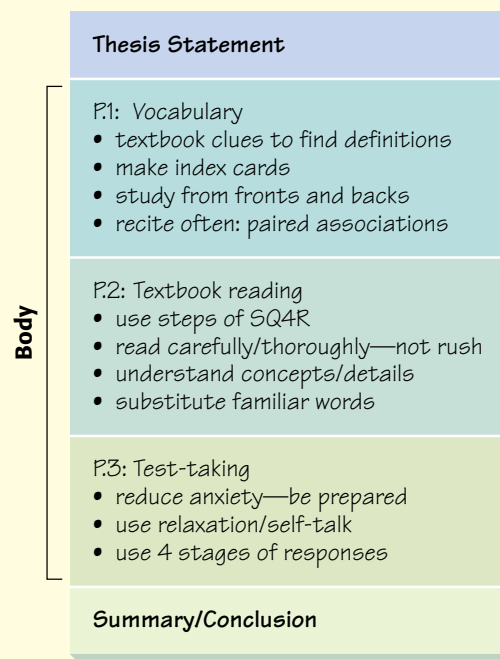 Thesis Statement
Body
P.1: Vocabulary
• textbook clues to find definitions
• make index cards
• study from fronts and backs
• recite often: paired associations
P.2: Textbook reading
• use steps of SQ4R
• read carefully/thoroughly—not rush
• understand concepts/details
• substitute familiar words
P.3: Test-taking
• reduce anxiety—be prepared
• use relaxation/self-talk
• use 4 stages of responses
Summary/Conclusion